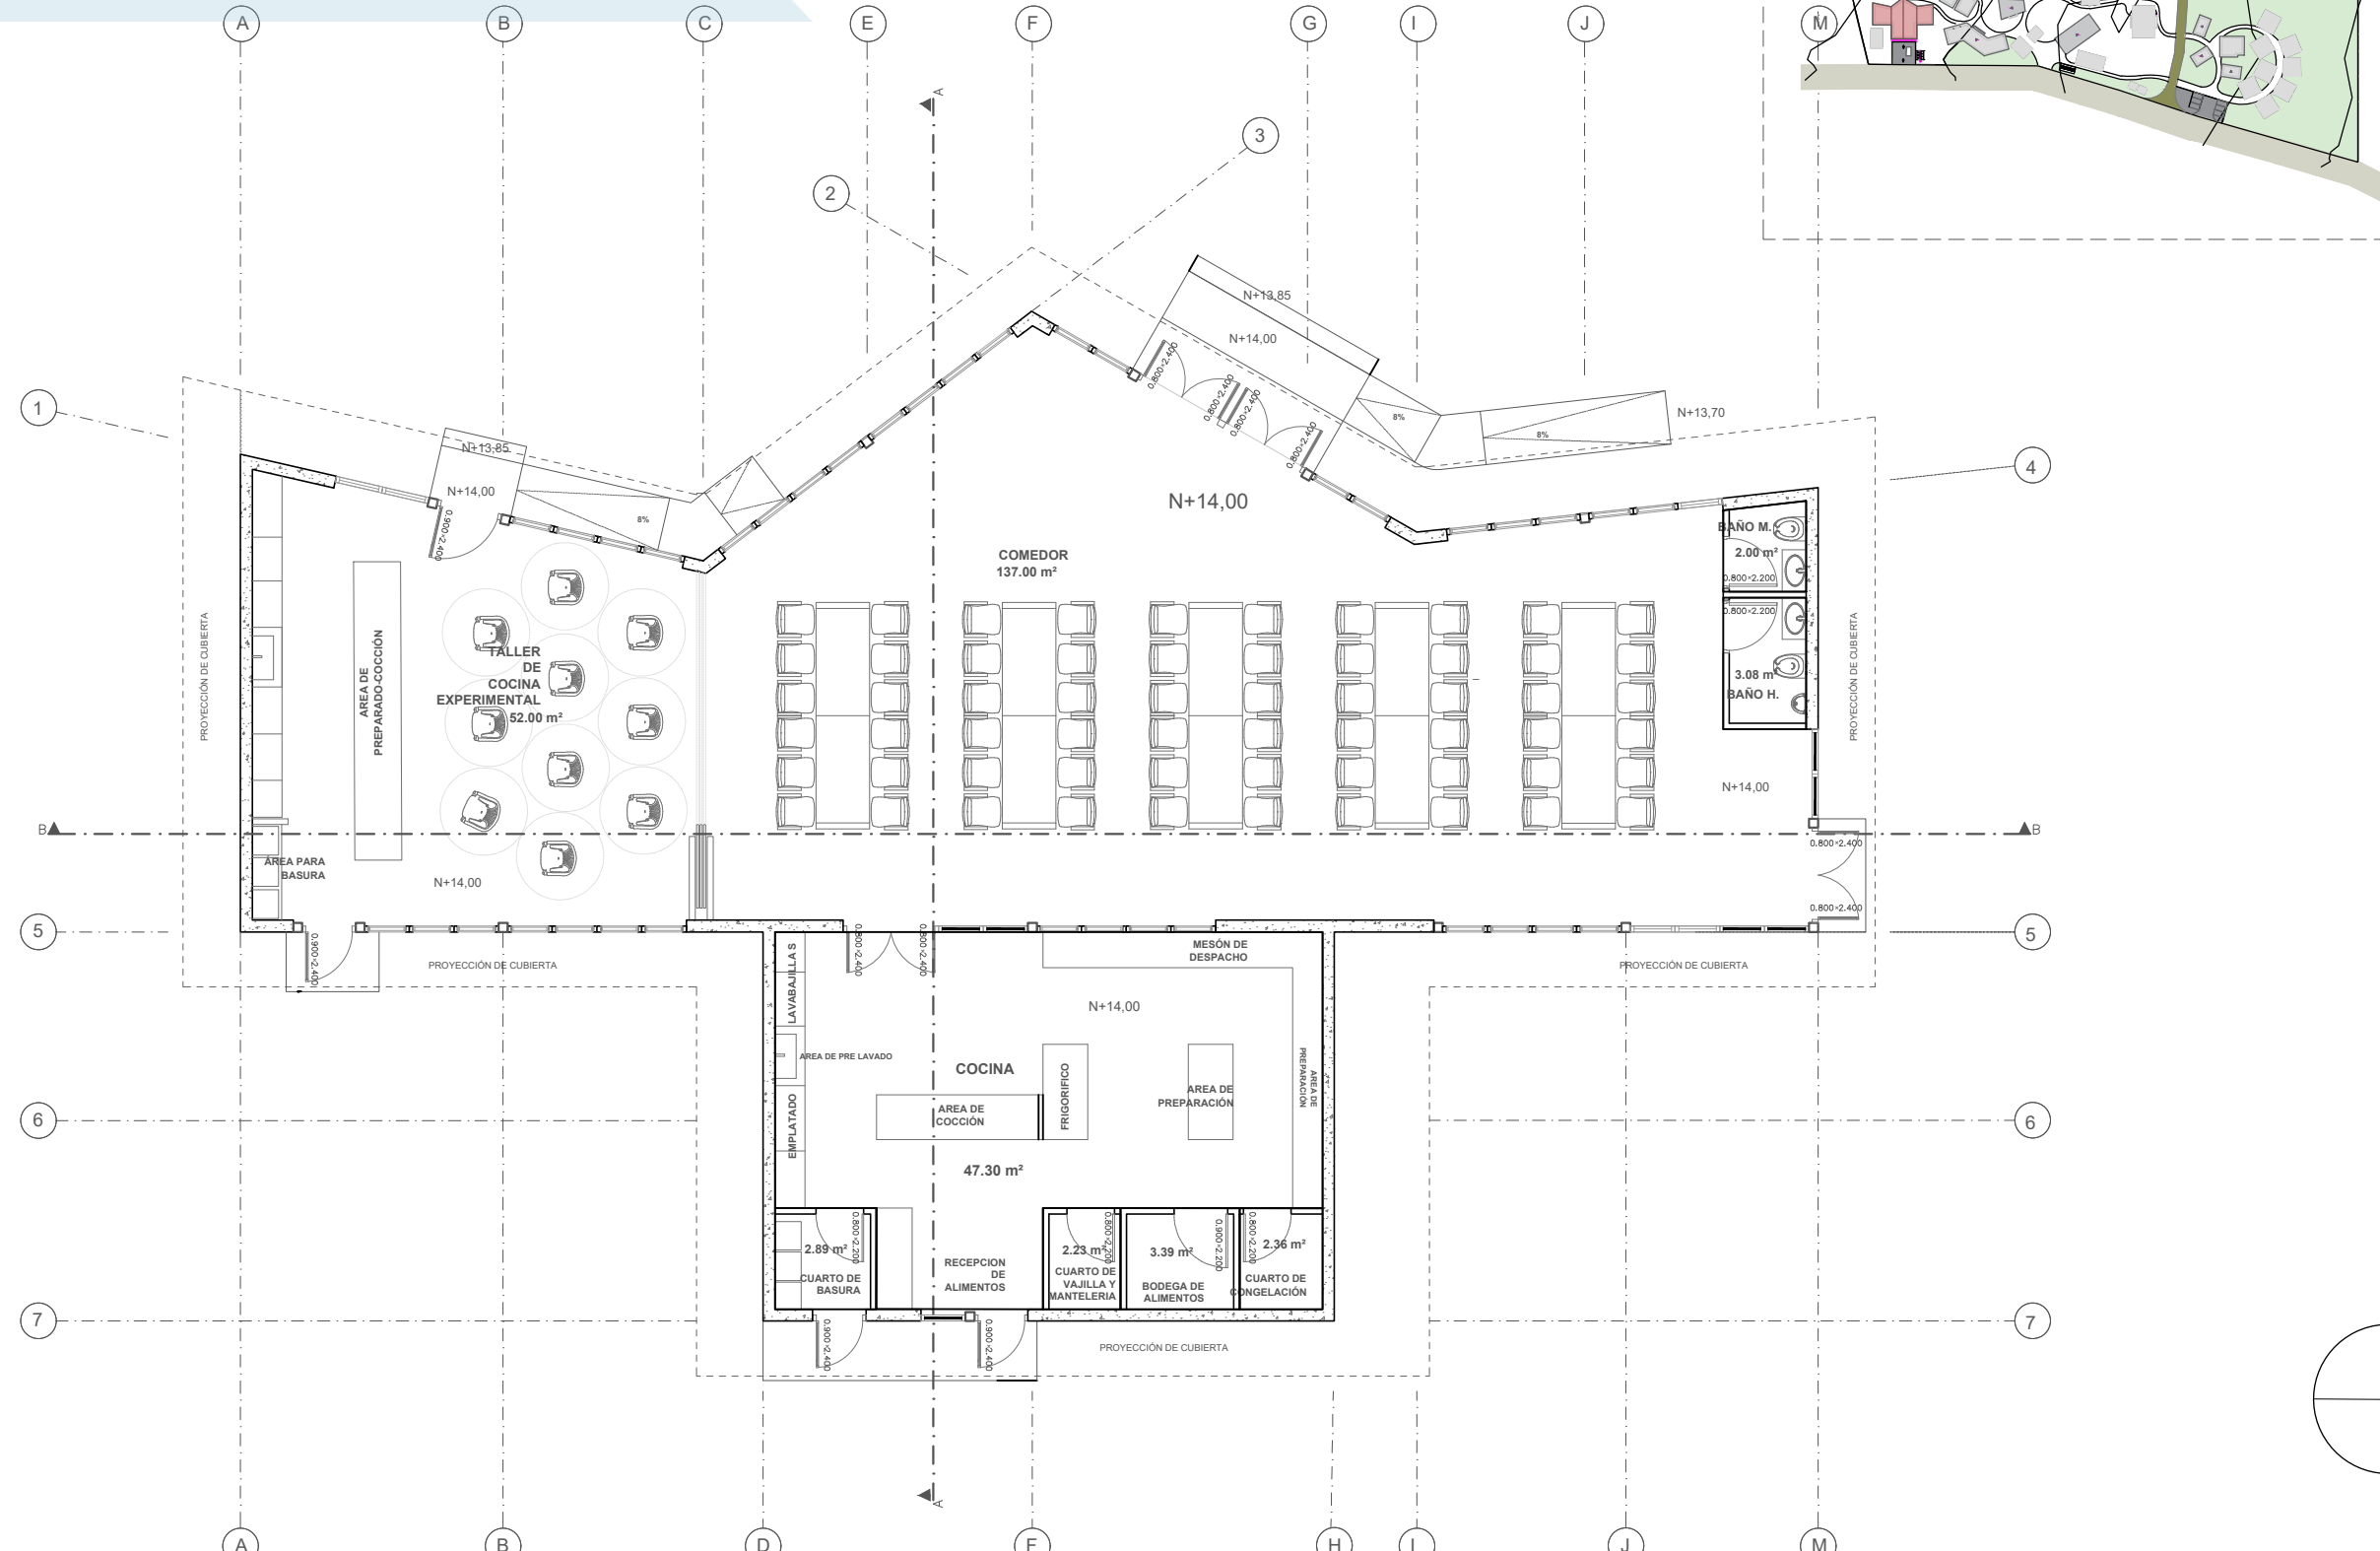 A
B
C
E
F
G
I
J
M
A
3
2
N+13,85
N+14,00
0.800×2.400
0.800×2.400
0.800×2.400
0.800×2.400
8%
8%
N+13,70
1
N+13,85
N+14,00
0.900×2.400
8%
4
N+14,00
BAÑO M.
2.00 m²
0.800×2.200
0.800×2.200
3.08 m²
BAÑO H.
COMEDOR
137.00 m²
PROYECCIÓN DE CUBIERTA
AREA DE
PREPARADO-COCCIÓN
TALLER
DE
COCINA
EXPERIMENTAL
52.00 m²
PROYECCIÓN DE CUBIERTA
N+14,00
B
B
0.800×2.400
0.800×2.400
ÁREA PARA
BASURA
N+14,00
5
5
0.900×2.400
PROYECCIÓN DE CUBIERTA
0.800×2.400
0.800×2.400
PROYECCIÓN DE CUBIERTA
MESÓN DE
DESPACHO
LAVABAJILLA S
N+14,00
AREA DE PRE LAVADO
COCINA
FRIGORIFICO
AREA DE
PREPARACIÓN
AREA DE
PREPARACIÓN
AREA DE
COCCIÓN
EMPLATADO
6
6
47.30 m²
0.800×2.200
2.89 m²
CUARTO DE
BASURA
RECEPCION
DE
ALIMENTOS
0.800×2.200
2.23 m²
CUARTO DE
VAJILLA Y
MANTELERIA
0.900×2.200
3.39 m²
BODEGA DE
ALIMENTOS
0.800×2.200
2.36 m²
CUARTO DE
CONGELACIÓN
7
7
0.900×2.400
0.900×2.400
PROYECCIÓN DE CUBIERTA
A
A
B
D
F
H
I
J
M